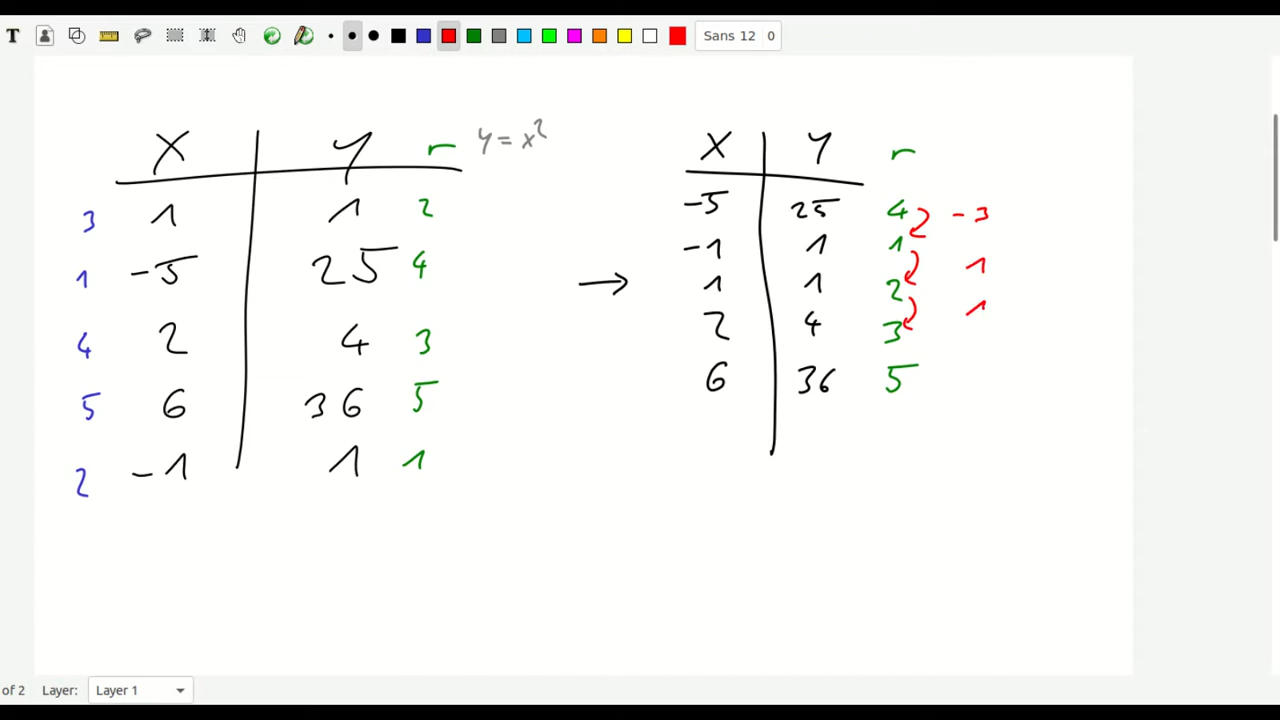 T Sans 12 0
X Y r y = x²
3 1 1 2
1 -5 25 4
4 2 4 3
5 6 36 5
2 -1 1 1
→
X Y r
-5 25 4 -3
-1 1 1 1
1 1 2 1
2 4 3
6 36 5
of 2 Layer: Layer 1